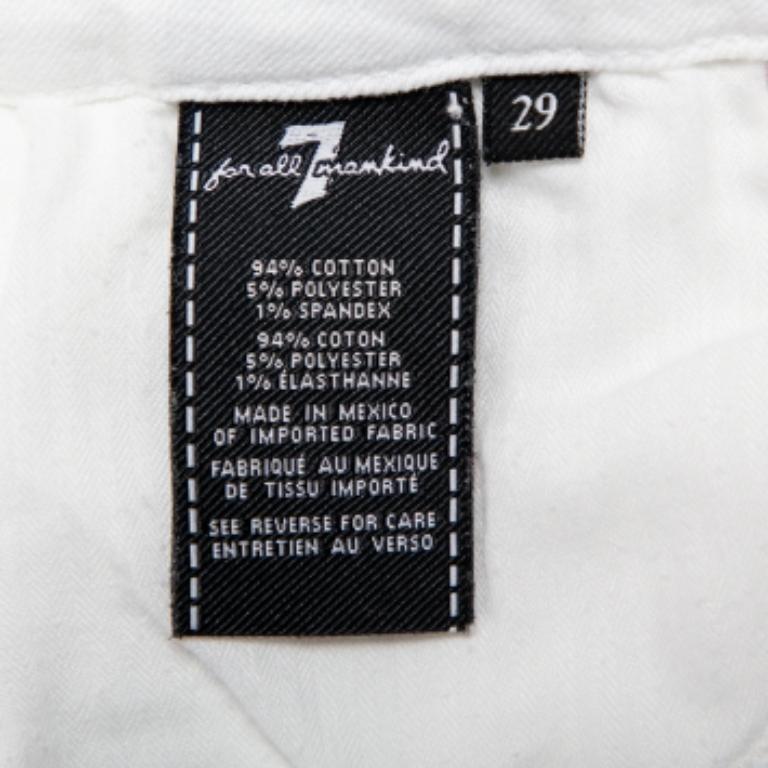 for all 7 mankind
29
94% COTTON
5% POLYESTER
1% SPANDEX
94% COTON
5% POLYESTER
1% ÉLASTHANNE
MADE IN MEXICO
OF IMPORTED FABRIC
FABRIQUÉ AU MEXIQUE
DE TISSU IMPORTÉ
SEE REVERSE FOR CARE
ENTRETIEN AU VERSO